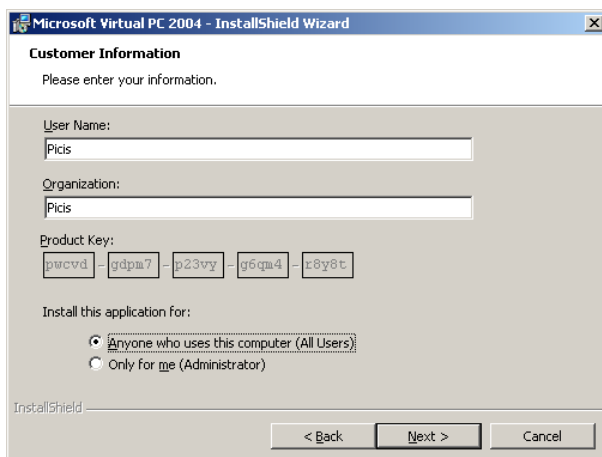 Microsoft Virtual PC 2004 - InstallShield Wizard
Customer Information
Please enter your information.
User Name:
Picis
Organization:
Picis
Product Key:
pwcvd - gdpm7 - p23vy - g6qm4 - r8y8t
Install this application for:
Anyone who uses this computer (All Users)
Only for me (Administrator)
InstallShield
< Back Next > Cancel